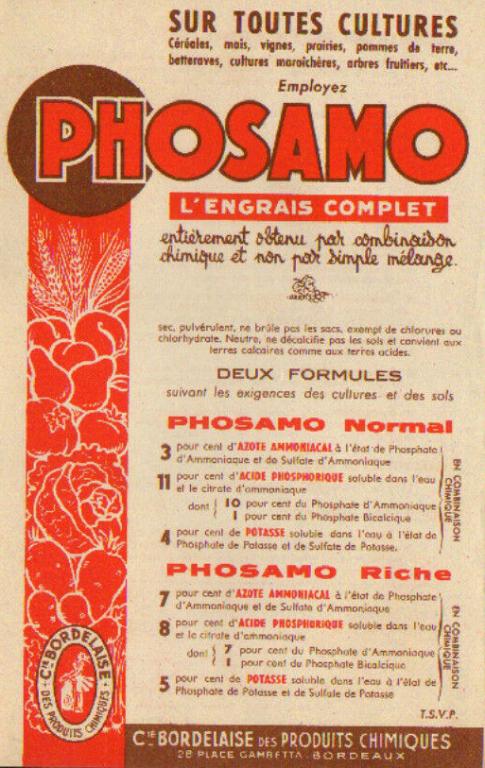 SUR TOUTES CULTURES
Céréales, maïs, vignes, prairies, pommes de terre,
betteraves, cultures maraichères, arbres fruitiers, etc...
Employez
PHOSAMO
L'ENGRAIS COMPLET
entièrement obtenu par combinaison
chimique et non par simple mélange.
sec, pulvérulent, ne brûle pas les sacs, exempt de chlorures ou
chlorhydrate. Neutre, ne décalcifie pas les sols et convient aux
terres calcaires comme aux terres acides.
DEUX FORMULES
suivant les exigences des cultures et des sols
PHOSAMO Normal
3 pour cent d'AZOTE AMMONIACAL à l'état de Phosphate
d'Ammoniaque et de Sulfate d'Ammoniaque
11 pour cent d'ACIDE PHOSPHORIQUE soluble dans l'eau
et le citrate d'ammoniaque
dont { 10 pour cent du Phosphate d'Ammoniaque
1 pour cent du Phosphate Bicalcique
4 pour cent de POTASSE soluble dans l'eau à l'état de
Phosphate de Potasse et de Sulfate de Potasse.
EN COMBINAISON
CHIMIQUE
PHOSAMO Riche
7 pour cent d'AZOTE AMMONIACAL à l'état de Phosphate
d'Ammoniaque et de Sulfate d'Ammoniaque
8 pour cent d'ACIDE PHOSPHORIQUE soluble dans l'eau
et le citrate d'ammoniaque
dont { 7 pour cent du Phosphate d'Ammoniaque
1 pour cent du Phosphate Bicalcique
5 pour cent de POTASSE soluble dans l'eau à l'état de
Phosphate de Potasse et de Sulfate de Potasse
EN COMBINAISON
CHIMIQUE
T.S.V.P.
Cie BORDELAISE
DES PRODUITS CHIMIQUES
Cie BORDELAISE DES PRODUITS CHIMIQUES
28 PLACE GAMBETTA. BORDEAUX